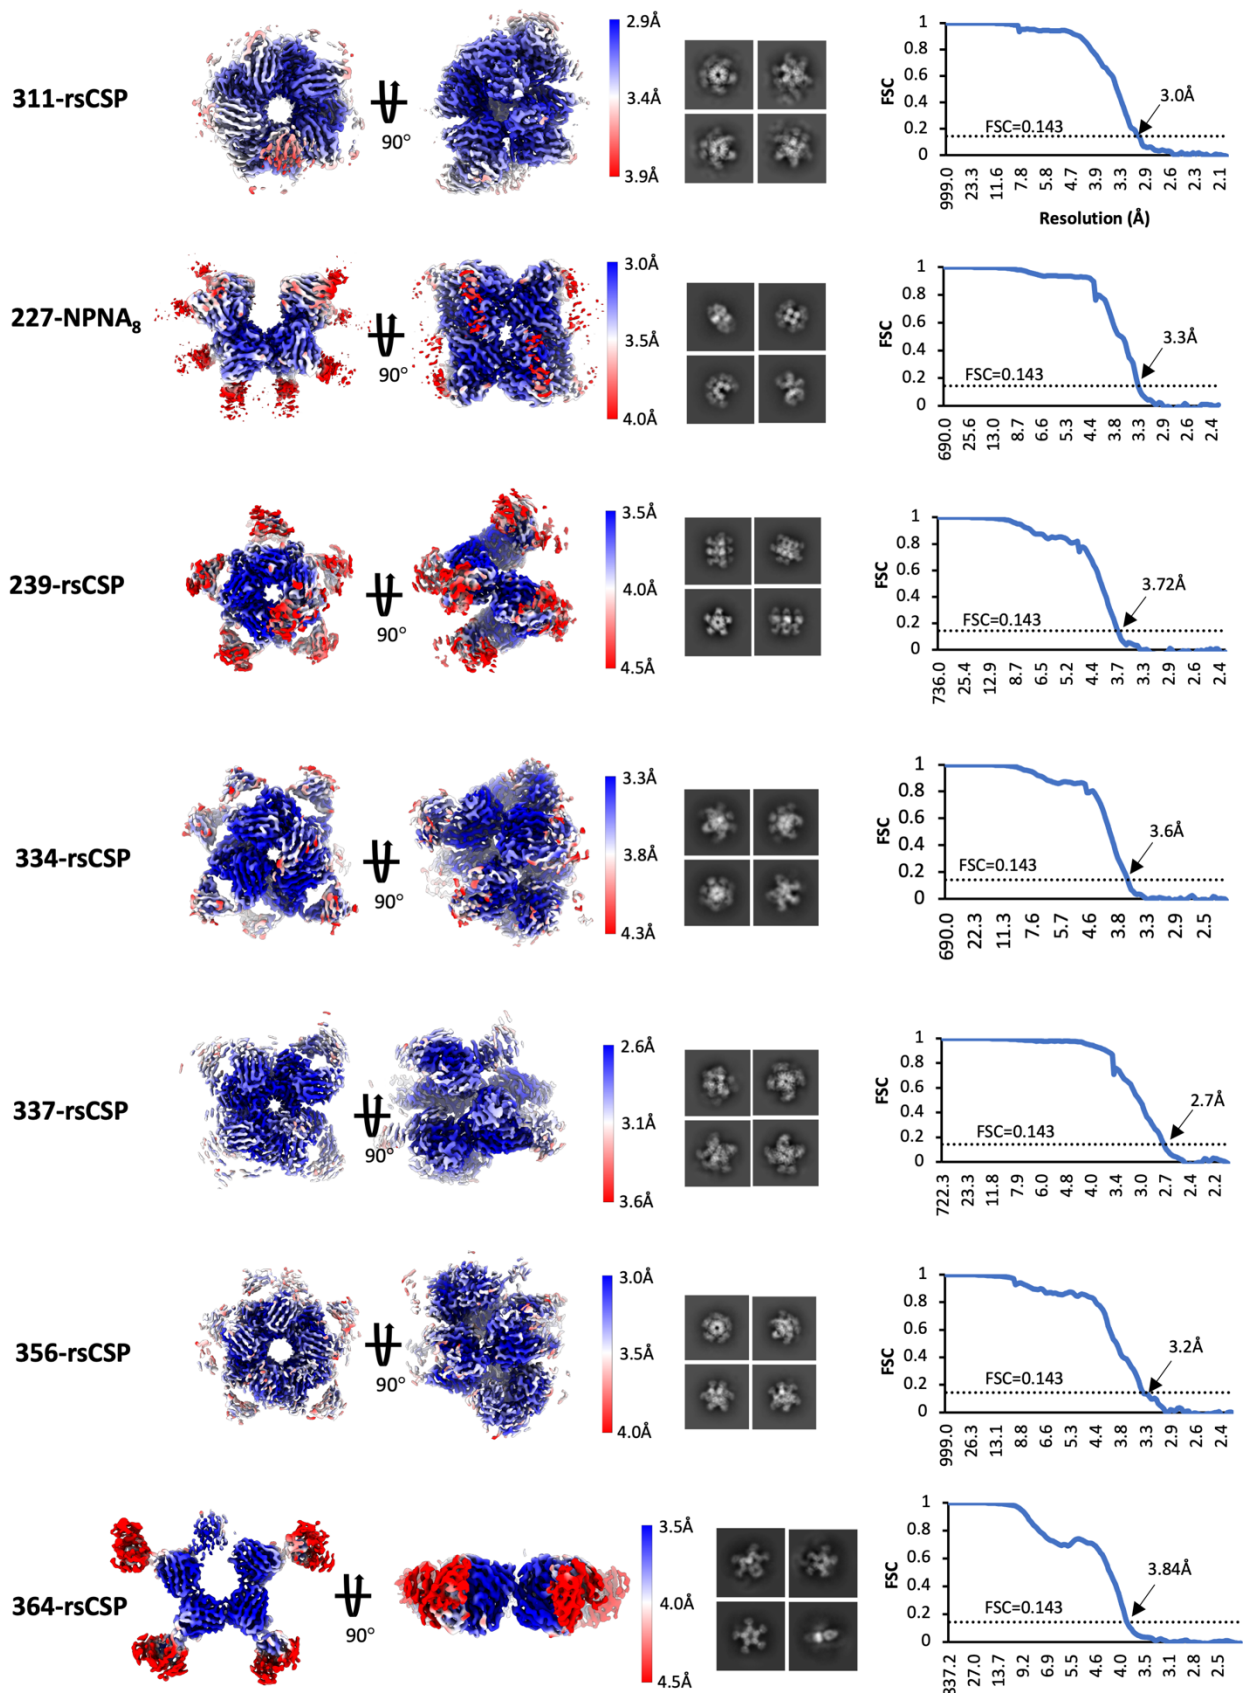 311-rsCSP
90°
2.9Å
3.4Å
3.9Å
FSC
1
0.8
0.6
0.4
0.2
0
FSC=0.143
3.0Å
999.0 23.3 11.6 7.8 5.8 4.7 3.9 3.3 2.9 2.6 2.3 2.1
Resolution (Å)
227-NPNA₈
90°
3.0Å
3.5Å
4.0Å
FSC
1
0.8
0.6
0.4
0.2
0
FSC=0.143
3.3Å
690.0 25.6 13.0 8.7 6.6 5.3 4.4 3.8 3.3 2.9 2.6 2.4
239-rsCSP
90°
3.5Å
4.0Å
4.5Å
FSC
1
0.8
0.6
0.4
0.2
0
FSC=0.143
3.72Å
736.0 25.4 12.9 8.7 6.5 5.2 4.4 3.7 3.3 2.9 2.6 2.4
334-rsCSP
90°
3.3Å
3.8Å
4.3Å
FSC
1
0.8
0.6
0.4
0.2
0
FSC=0.143
3.6Å
690.0 22.3 11.3 7.6 5.7 4.6 3.8 3.3 2.9 2.5
337-rsCSP
90°
2.6Å
3.1Å
3.6Å
FSC
1
0.8
0.6
0.4
0.2
0
FSC=0.143
2.7Å
722.3 23.3 11.8 7.9 6.0 4.8 4.0 3.4 3.0 2.7 2.4 2.2
356-rsCSP
90°
3.0Å
3.5Å
4.0Å
FSC
1
0.8
0.6
0.4
0.2
0
FSC=0.143
3.2Å
999.0 26.3 13.1 8.8 6.6 5.3 4.4 3.8 3.3 2.9 2.6 2.4
364-rsCSP
90°
3.5Å
4.0Å
4.5Å
FSC
1
0.8
0.6
0.4
0.2
0
FSC=0.143
3.84Å
337.2 27.0 13.7 9.2 6.9 5.5 4.6 4.0 3.5 3.1 2.8 2.5